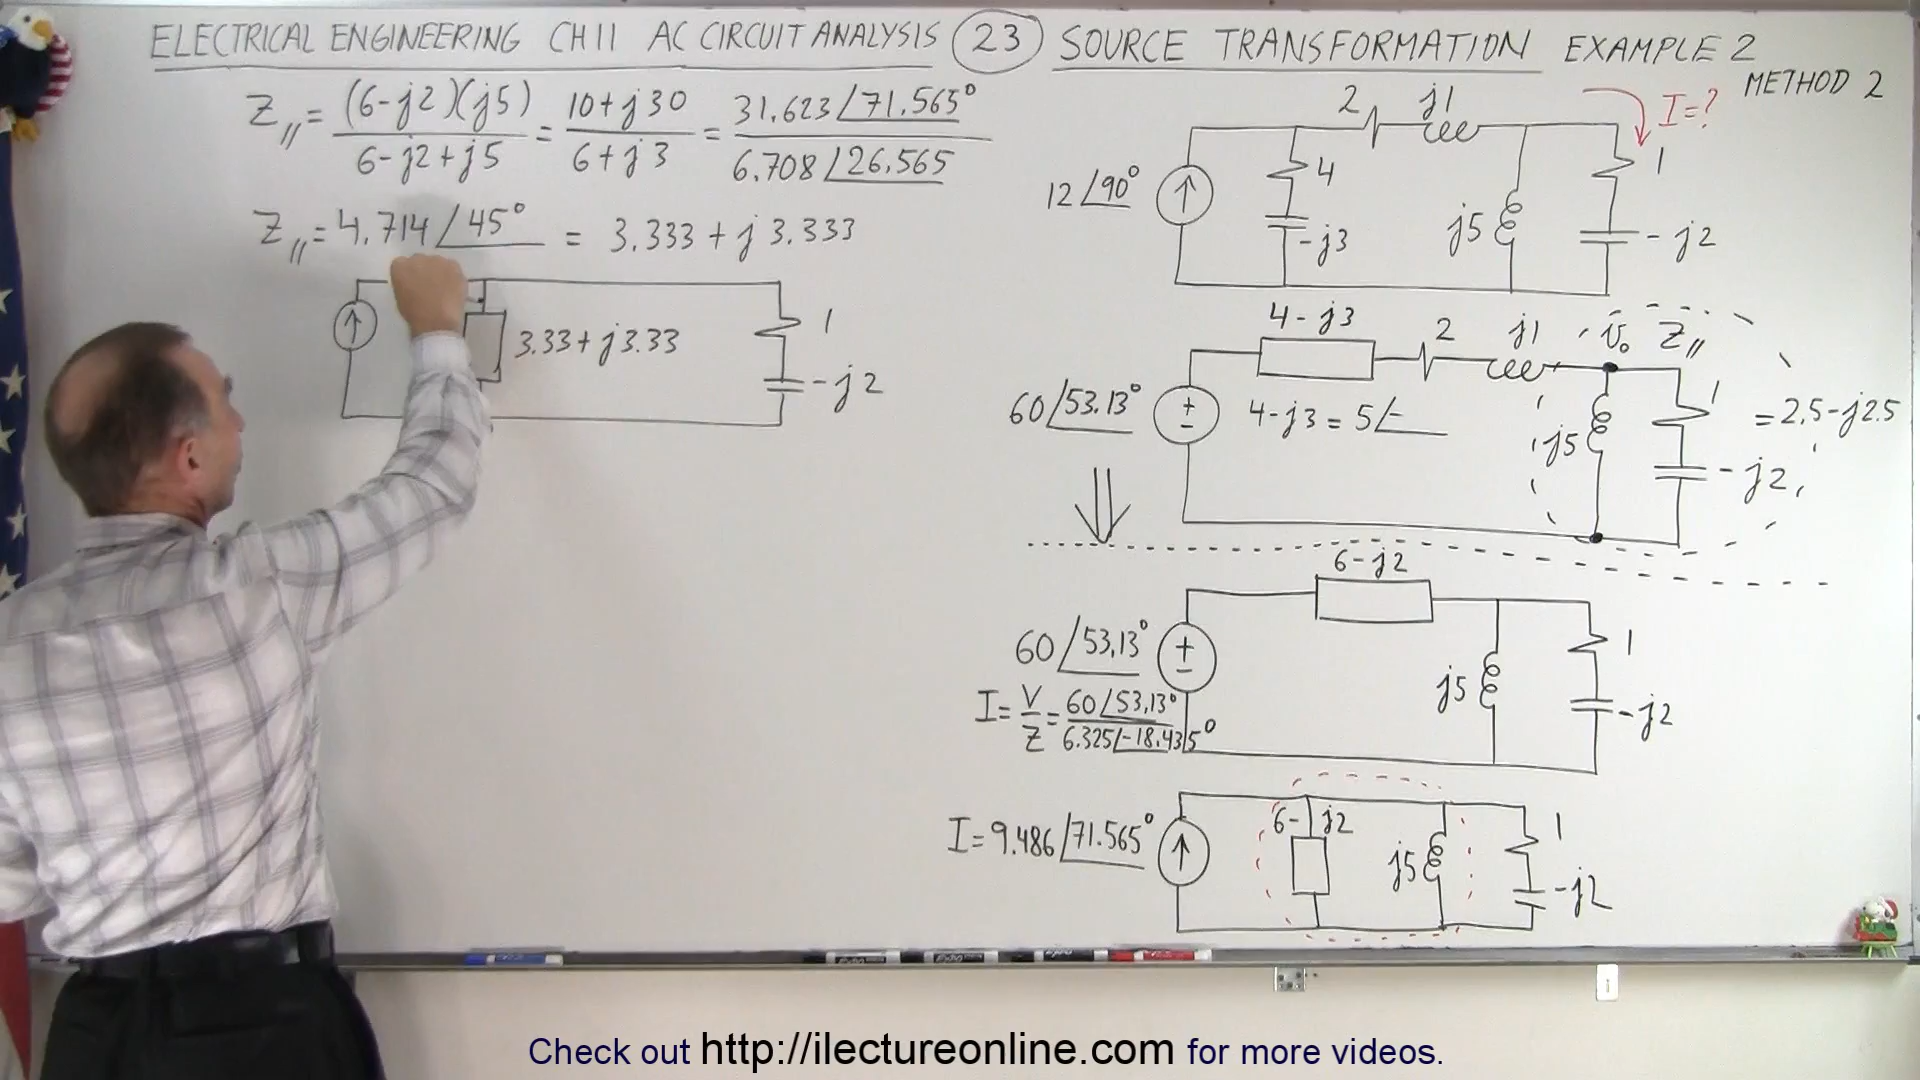 ELECTRICAL ENGINEERING CH 11 AC CIRCUIT ANALYSIS 23 SOURCE TRANSFORMATION EXAMPLE 2
METHOD 2
Z// = (6-j2)(j5) / 6-j2+j5 = 10+j30 / 6+j3 = 31.623/71.565° / 6.708/26.565
Z// = 4.714/45° = 3.333 + j 3.333
3.33 + j3.33
1
-j2
2
j1
I=?
12/90°
4
-j3
j5
1
-j2
4-j3
2
j1
v₀
Z//
60/53.13°
4-j3 = 5/-
j5
1
-j2
= 2.5-j2.5
6-j2
60/53.13°
j5
1
-j2
I = V/Z = 60/53.13° / 6.325/-18.435°
I = 9.486/71.565°
6-j2
j5
1
-j2
Check out http://ilectureonline.com for more videos.